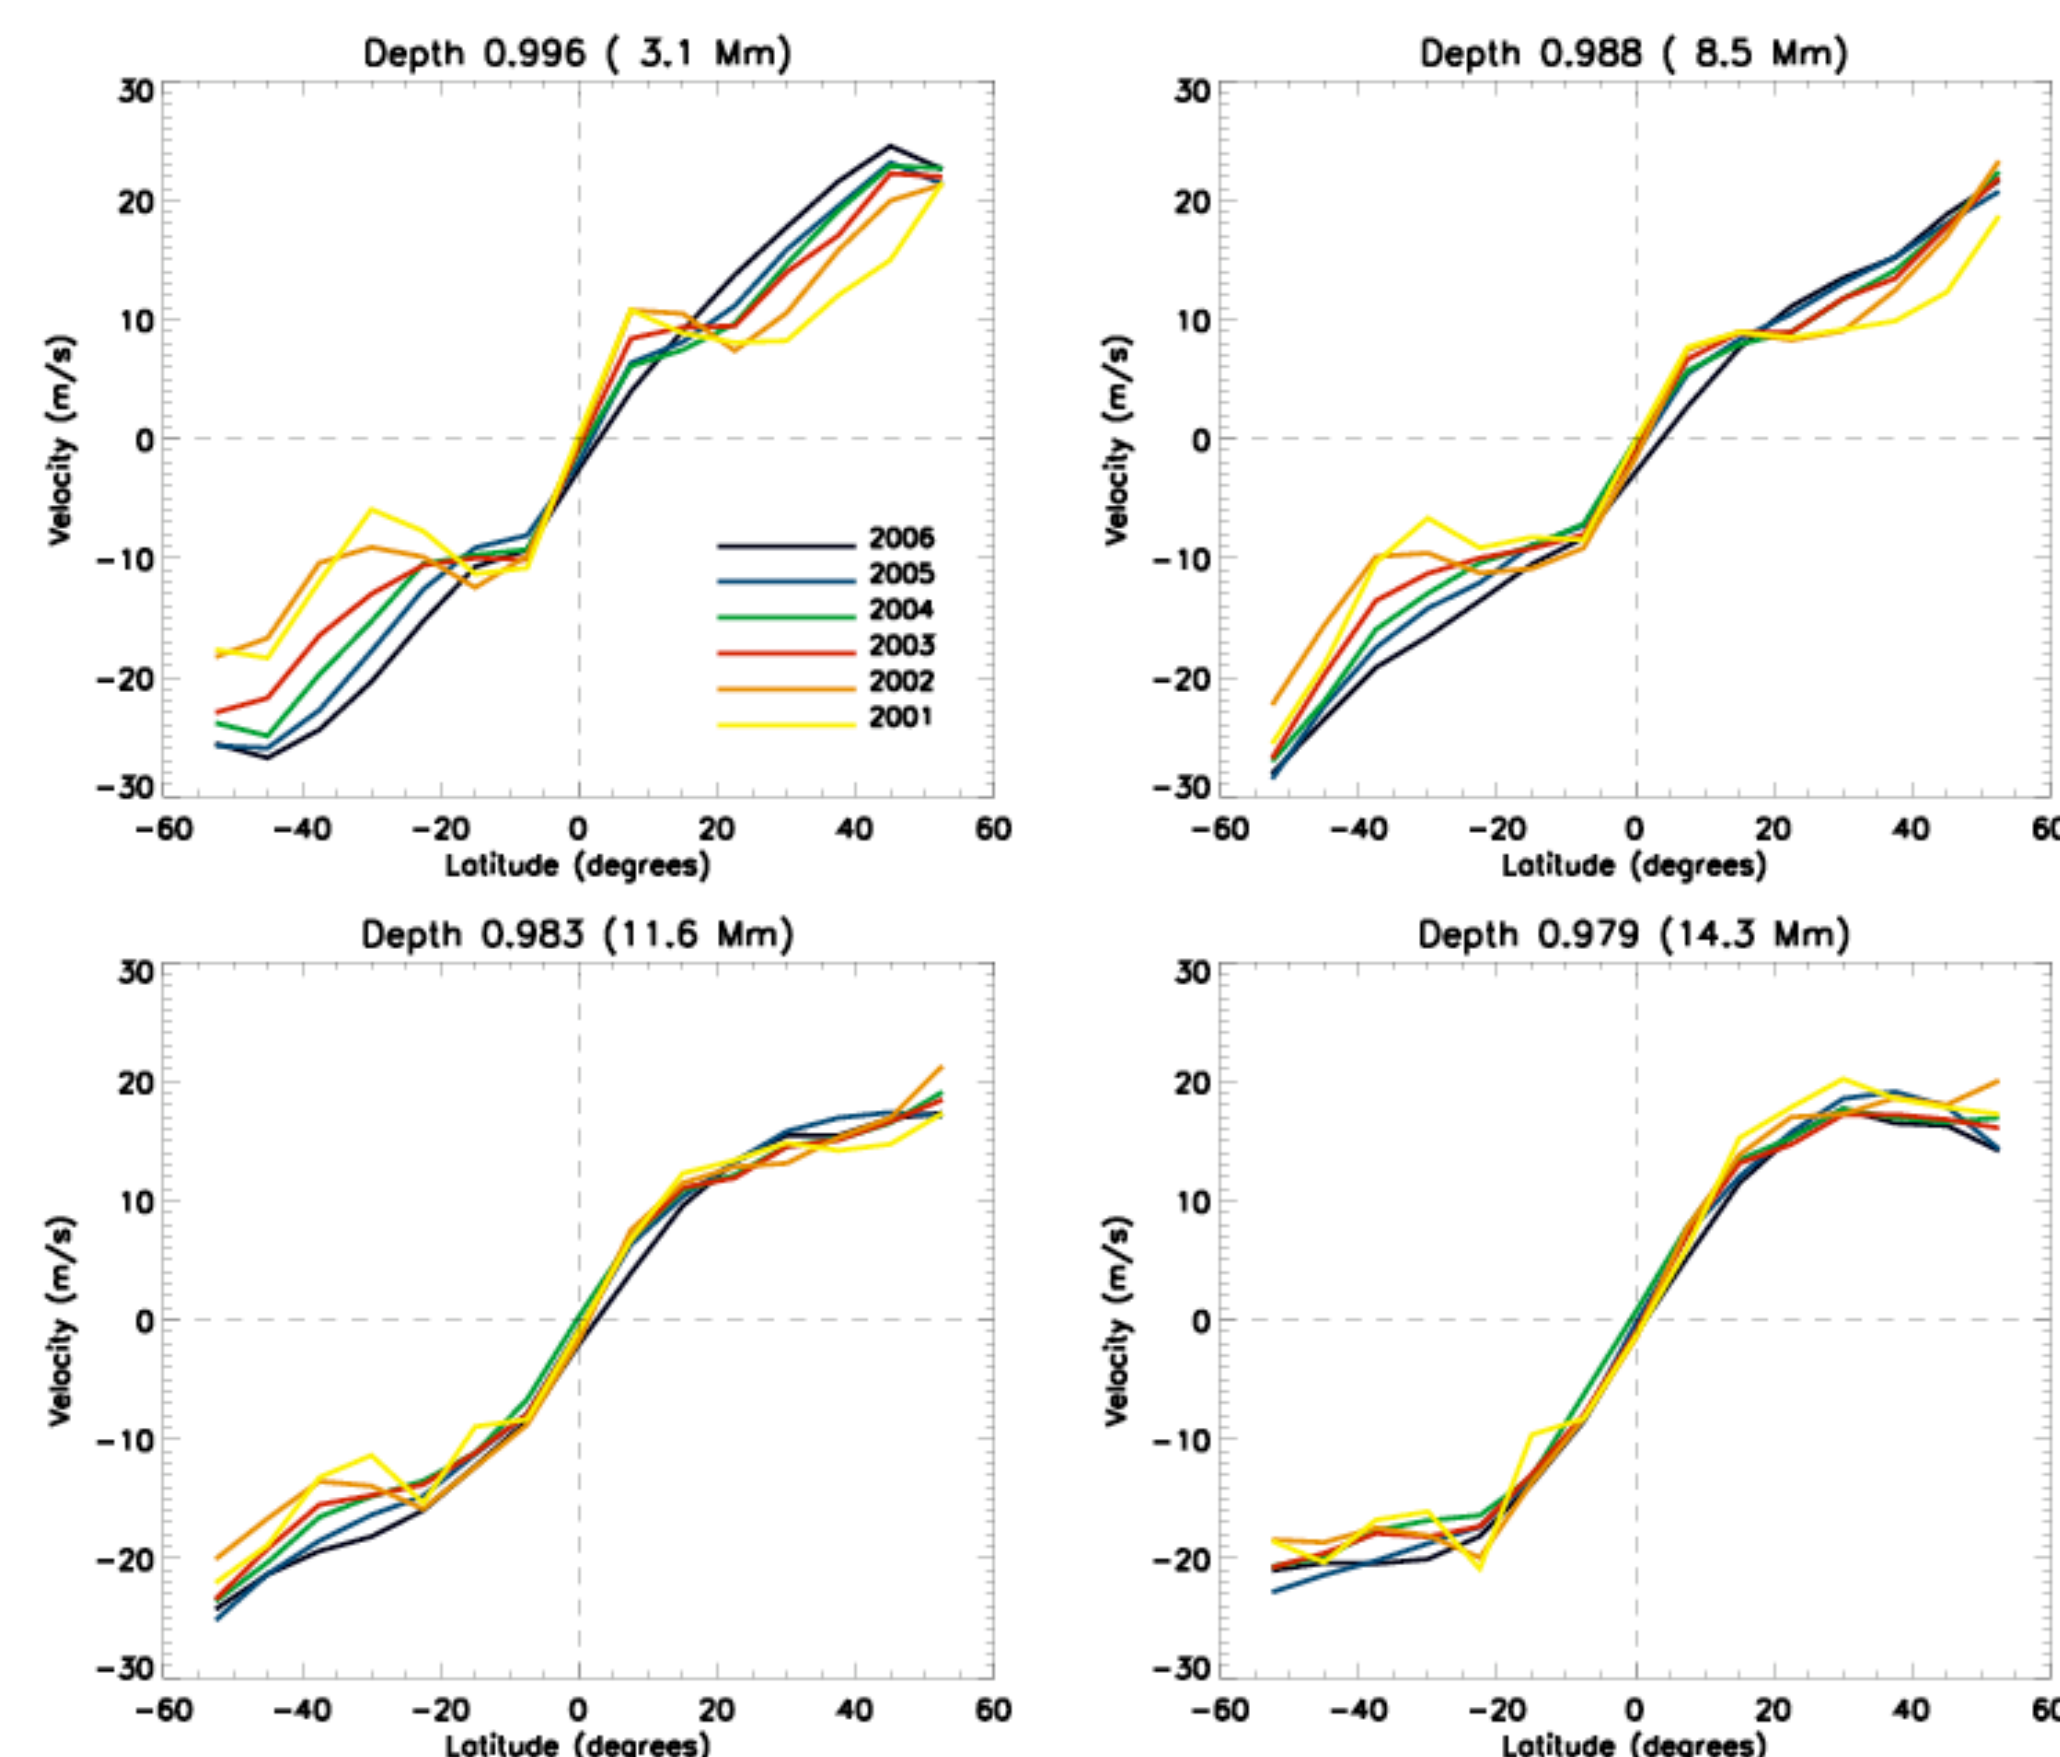 Depth 0.996 ( 3.1 Mm)
30
20
10
0
−10
−20
−30
Velocity (m/s)
2006
2005
2004
2003
2002
2001
−60 −40 −20 0 20 40 60
Latitude (degrees)
Depth 0.988 ( 8.5 Mm)
30
20
10
0
−10
−20
−30
Velocity (m/s)
−60 −40 −20 0 20 40 60
Latitude (degrees)
Depth 0.983 (11.6 Mm)
30
20
10
0
−10
−20
−30
Velocity (m/s)
−60 −40 −20 0 20 40 60
Latitude (degrees)
Depth 0.979 (14.3 Mm)
30
20
10
0
−10
−20
−30
Velocity (m/s)
−60 −40 −20 0 20 40 60
Latitude (degrees)